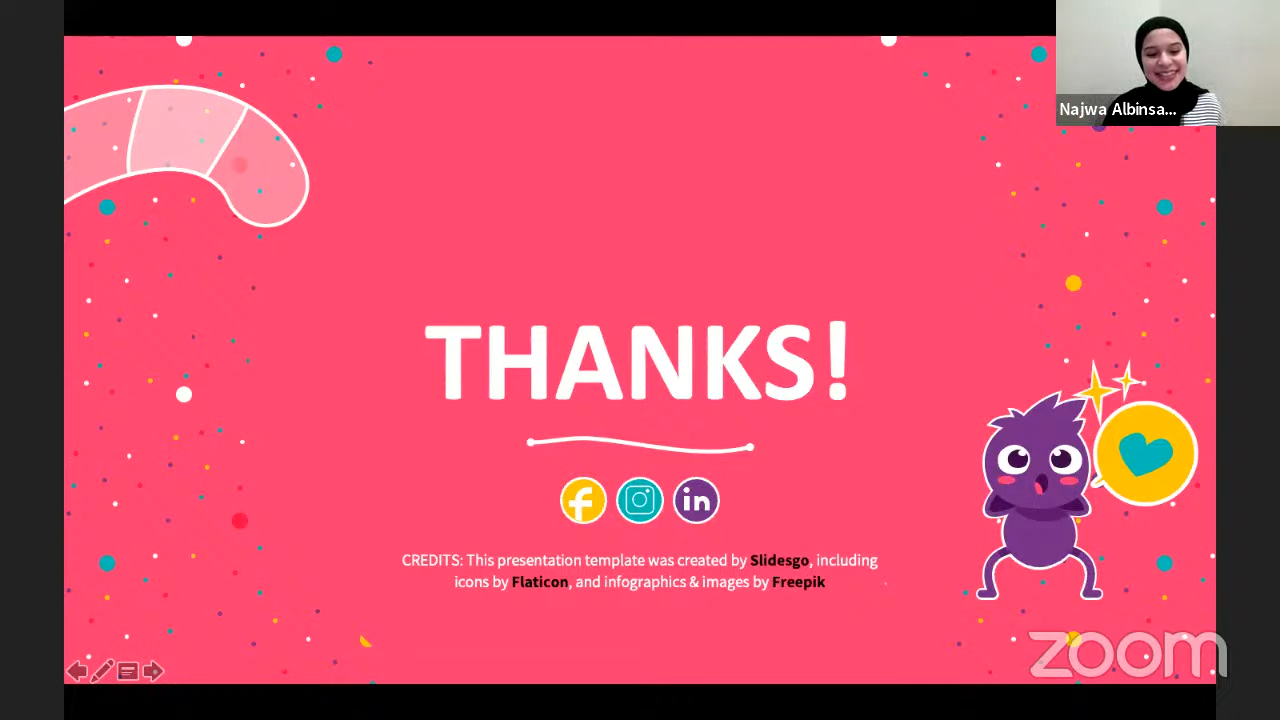 Najwa Albinsa...
THANKS!
f
in
CREDITS: This presentation template was created by Slidesgo, including
icons by Flaticon, and infographics & images by Freepik
zoom